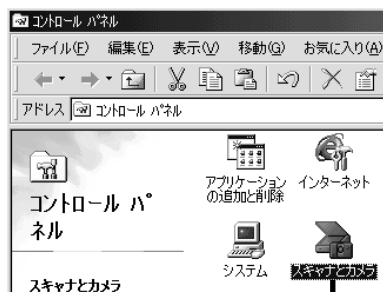 コントロール パネル
ファイル(F) 編集(E) 表示(V) 移動(G) お気に入り(A)
アドレス コントロール パネル
コントロール パ
ネル
スキャナとカメラ
アプリケーション
の追加と削除
インターネット
システム
スキャナとカメラ